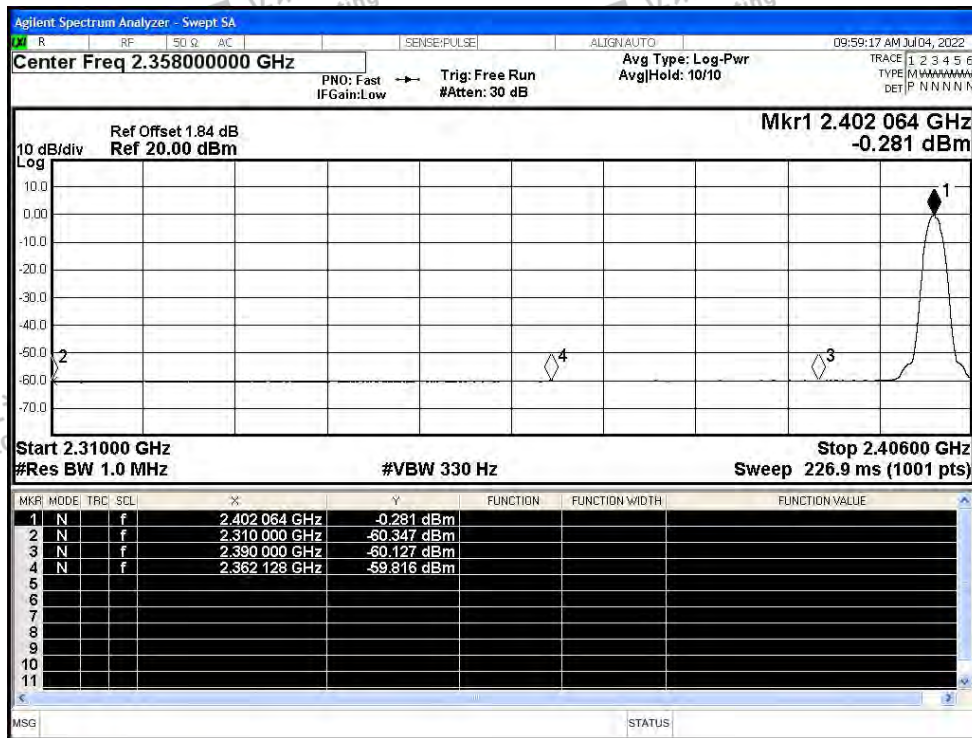 Agilent Spectrum Analyzer - Swept SA
LXI R RF 50 Ω AC SENSE:PULSE ALIGNAUTO 09:59:17 AM Jul 04, 2022
Center Freq 2.358000000 GHz
PNO: Fast
IFGain:Low
Trig: Free Run
#Atten: 30 dB
Avg Type: Log-Pwr
Avg|Hold: 10/10
TRACE 1 2 3 4 5 6
TYPE MWWWWW
DET P N N N N N
Mkr1 2.402 064 GHz
-0.281 dBm
Ref Offset 1.84 dB
10 dB/div Ref 20.00 dBm
Log
10.0
0.00
-10.0
-20.0
-30.0
-40.0
-50.0
-60.0
-70.0
1
2
4
3
Start 2.31000 GHz Stop 2.40600 GHz
#Res BW 1.0 MHz #VBW 330 Hz Sweep 226.9 ms (1001 pts)
MKR MODE TRC SCL X Y FUNCTION FUNCTION WIDTH FUNCTION VALUE
1 N f 2.402 064 GHz -0.281 dBm
2 N f 2.310 000 GHz -60.347 dBm
3 N f 2.390 000 GHz -60.127 dBm
4 N f 2.362 128 GHz -59.816 dBm
5
6
7
8
9
10
11
MSG STATUS